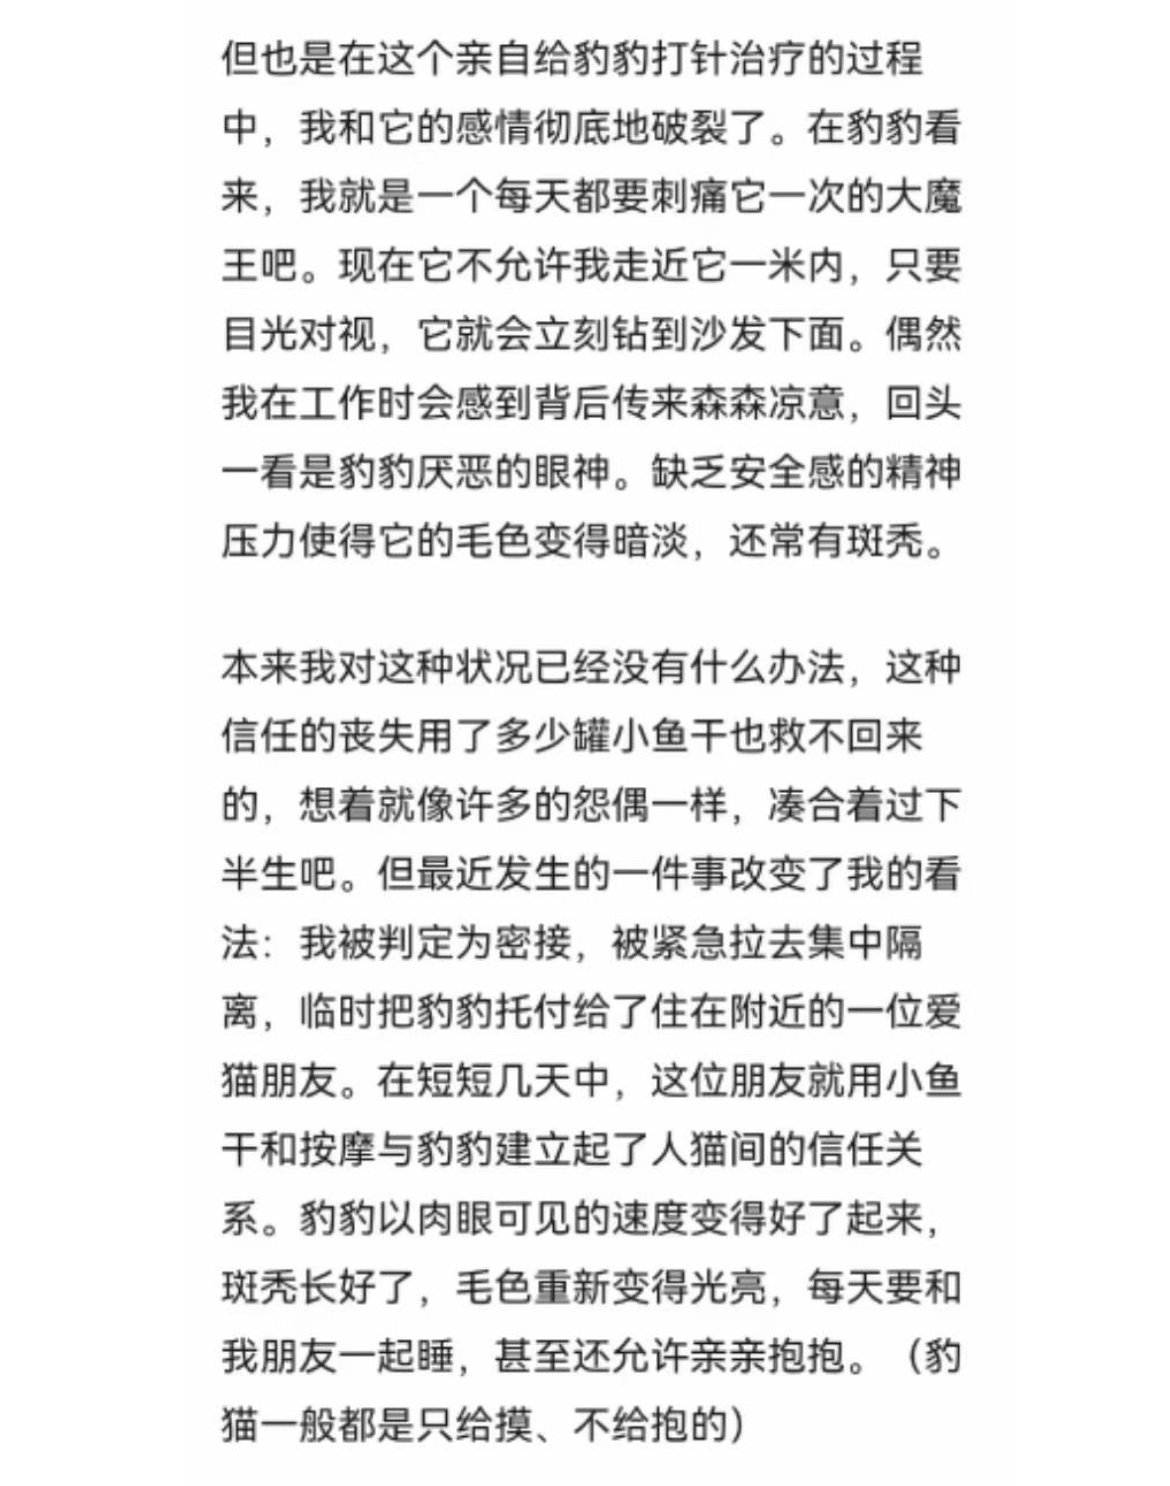 但也是在这个亲自给豹豹打针治疗的过程
中，我和它的感情彻底地破裂了。在豹豹看
来，我就是一个每天都要刺痛它一次的大魔
王吧。现在它不允许我走近它一米内，只要
目光对视，它就会立刻钻到沙发下面。偶然
我在工作时会感到背后传来森森凉意，回头
一看是豹豹厌恶的眼神。缺乏安全感的精神
压力使得它的毛色变得暗淡，还常有斑秃。
本来我对这种状况已经没有什么办法，这种
信任的丧失用了多少罐小鱼干也救不回来
的，想着就像许多的怨偶一样，凑合着过下
半生吧。但最近发生的一件事改变了我的看
法：我被判定为密接，被紧急拉去集中隔
离，临时把豹豹托付给了住在附近的一位爱
猫朋友。在短短几天中，这位朋友就用小鱼
干和按摩与豹豹建立起了人猫间的信任关
系。豹豹以肉眼可见的速度变得好了起来，
斑秃长好了，毛色重新变得光亮，每天要和
我朋友一起睡，甚至还允许亲亲抱抱。（豹
猫一般都是只给摸、不给抱的）